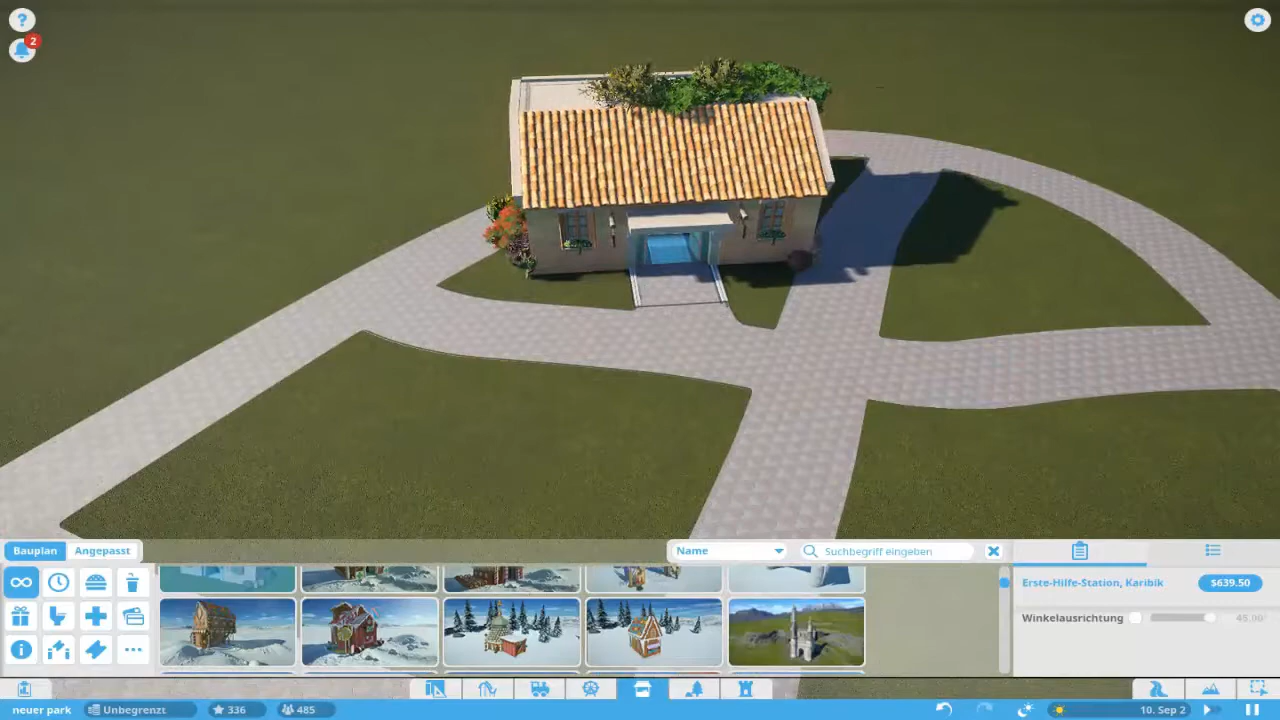 ?
2
Bauplan
Angepasst
Name
Suchbegriff eingeben
Erste-Hilfe-Station, Karibik
$639.50
Winkelausrichtung
45,00°
neuer park
Unbegrenzt
336
485
10. Sep 2